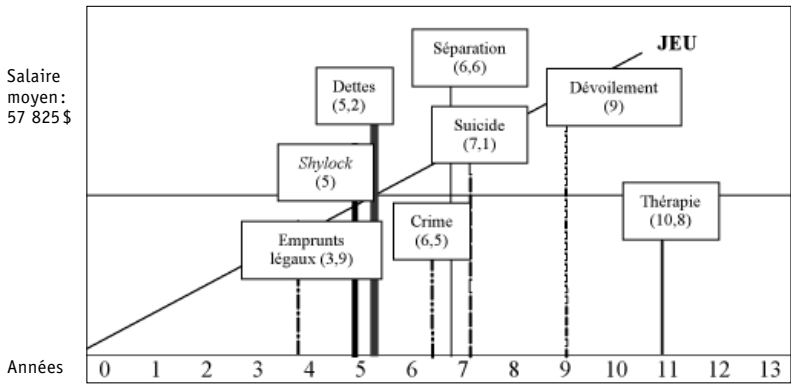 JEU
Séparation
(6,6)
Salaire
moyen :
57 825 $
Dettes
(5,2)
Dévoilement
(9)
Suicide
(7,1)
Shylock
(5)
Thérapie
(10,8)
Crime
(6,5)
Emprunts
légaux (3,9)
Années 0 1 2 3 4 5 6 7 8 9 10 11 12 13